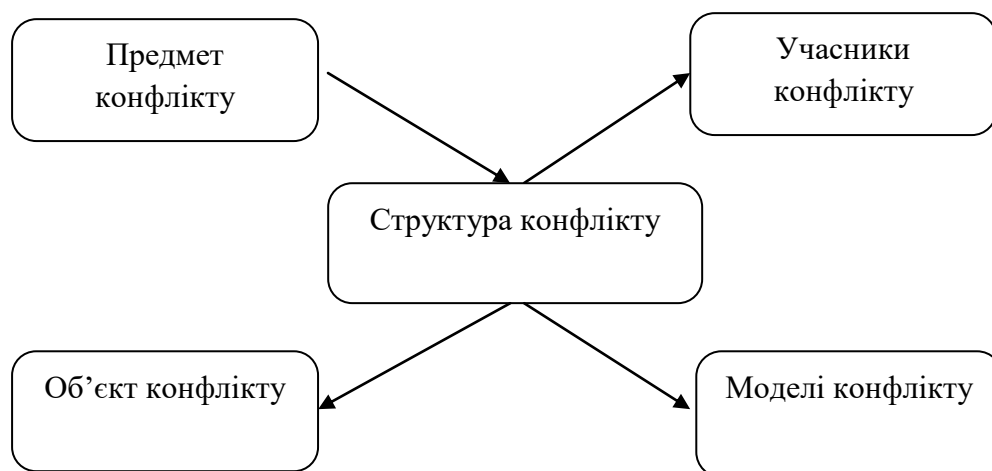 Предмет
конфлікту
Учасники
конфлікту
Структура конфлікту
Об’єкт конфлікту
Моделі конфлікту